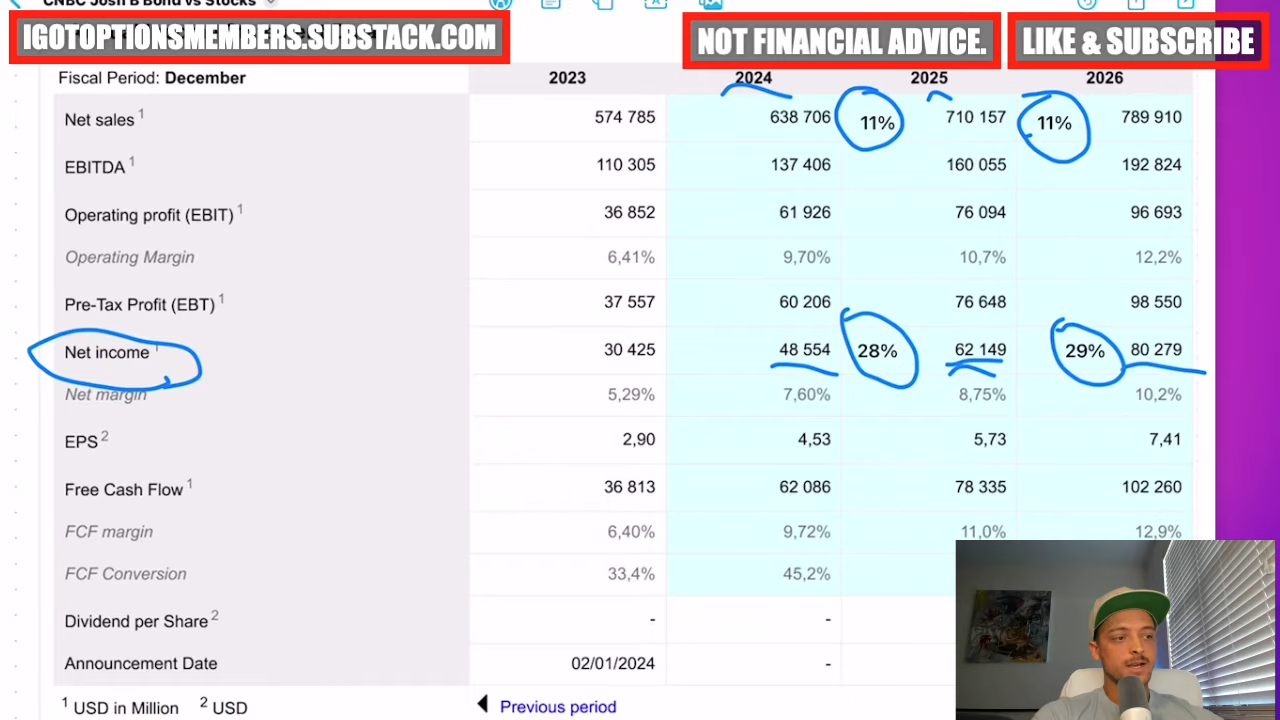 CNBC Josh B Bond vs Stocks
IGOTOPTIONSMEMBERS.SUBSTACK.COM
NOT FINANCIAL ADVICE.
LIKE & SUBSCRIBE
Fiscal Period: December 2023 2024 2025 2026
Net sales 1 574 785 638 706 11% 710 157 11% 789 910
EBITDA 1 110 305 137 406 160 055 192 824
Operating profit (EBIT) 1 36 852 61 926 76 094 96 693
Operating Margin 6,41% 9,70% 10,7% 12,2%
Pre-Tax Profit (EBT) 1 37 557 60 206 76 648 98 550
Net income 1 30 425 48 554 28% 62 149 29% 80 279
Net margin 5,29% 7,60% 8,75% 10,2%
EPS 2 2,90 4,53 5,73 7,41
Free Cash Flow 1 36 813 62 086 78 335 102 260
FCF margin 6,40% 9,72% 11,0% 12,9%
FCF Conversion 33,4% 45,2%
Dividend per Share 2 - -
Announcement Date 02/01/2024 -
1 USD in Million 2 USD
Previous period